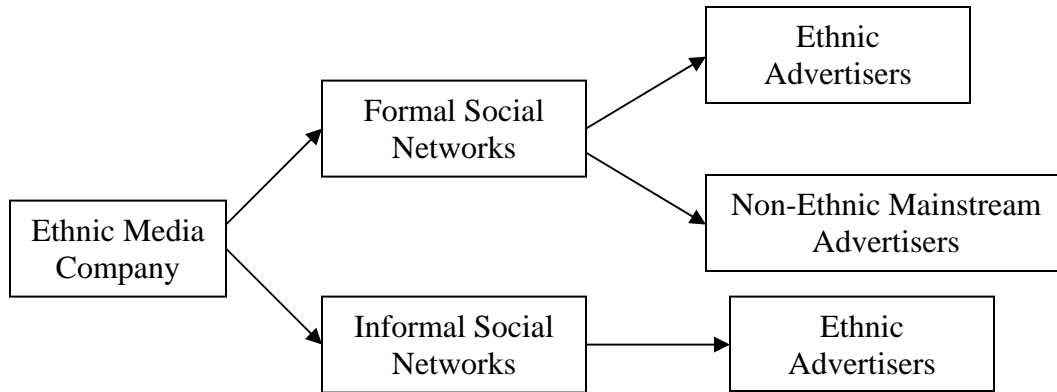 Ethnic
Advertisers
Formal Social
Networks
Non-Ethnic Mainstream
Advertisers
Ethnic Media
Company
Informal Social
Networks
Ethnic
Advertisers